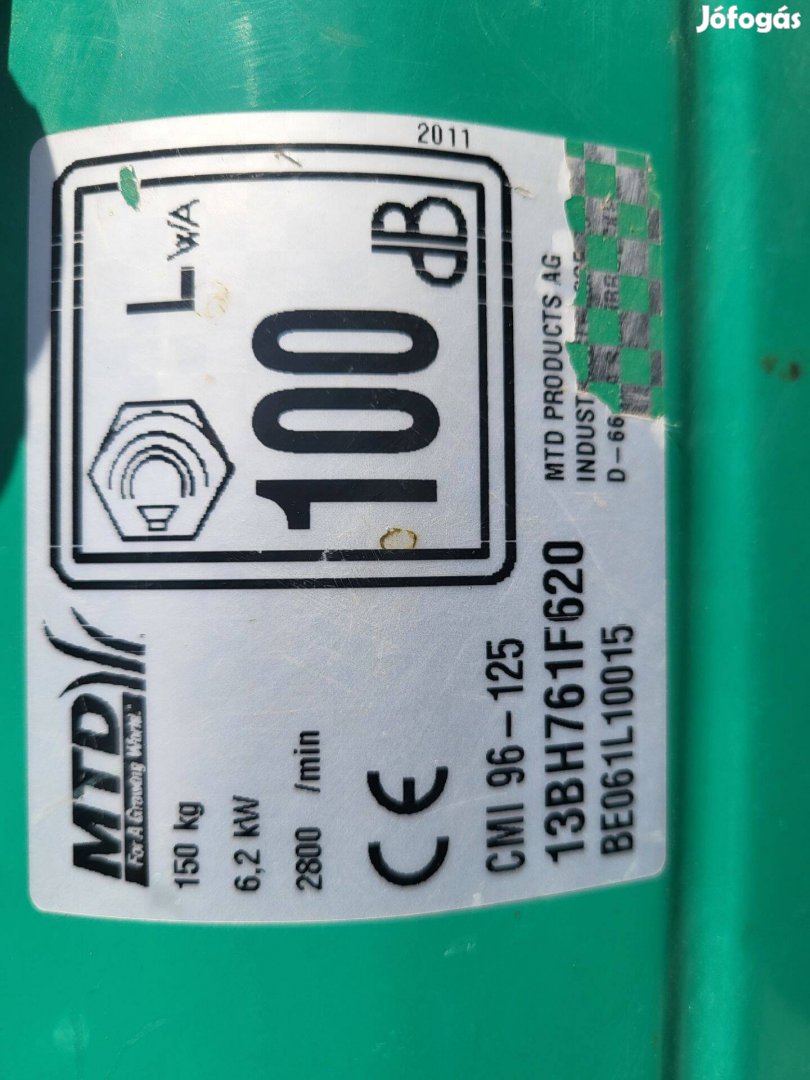 Jófogás
2011
LWA
100
dB
MTD
For A Growing World.
150 kg
6,2 kW
2800 /min
CE
CMI 96-125
13BH761F620
BE061L10015
MTD PRODUCTS AG
INDUST
D-66